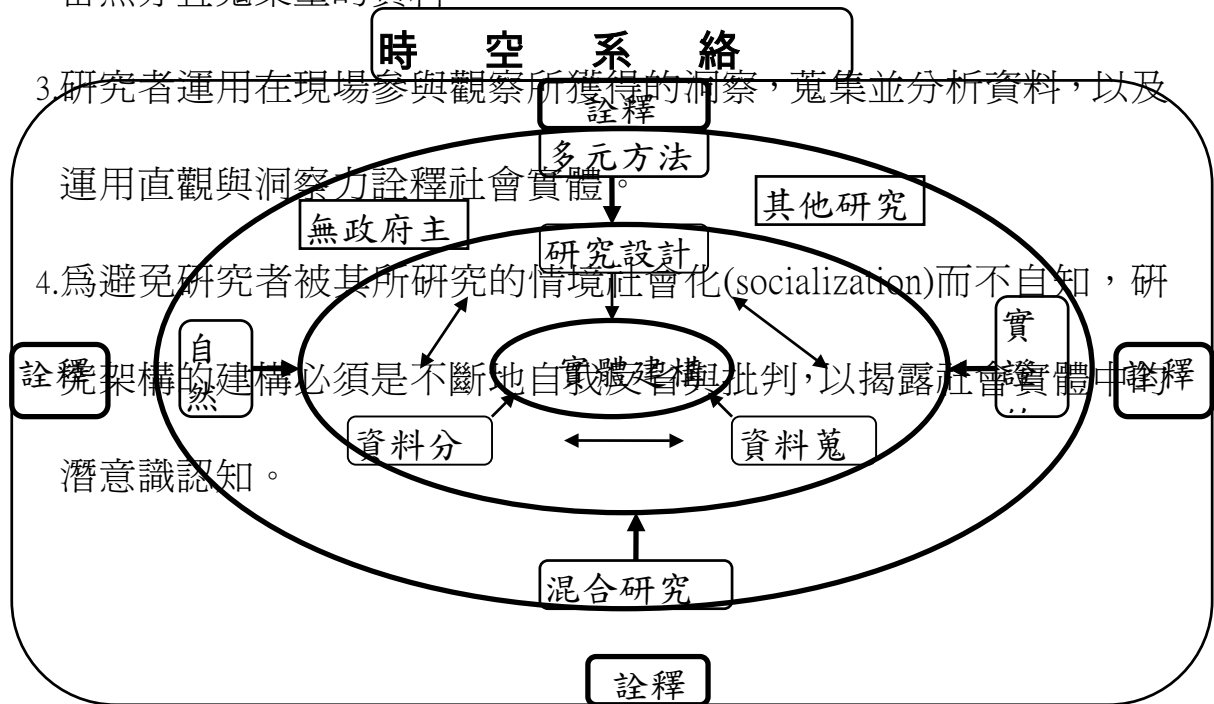 時 空 系 絡
3.研究者運用在現場參與觀察所獲得的洞察，蒐集並分析資料，以及
詮釋
多元方法
運用直觀與洞察力詮釋社會實體。
無政府主
其他研究
研究設計
4.為避免研究者被其所研究的情境社會化(socialization)而不自知，研
自然
實證
詮釋
實體建構
詮釋
究架構的建構必須是不斷地自我反省與批判，以揭露社會實體中的
資料分
資料蒐
潛意識認知。
混合研究
詮釋